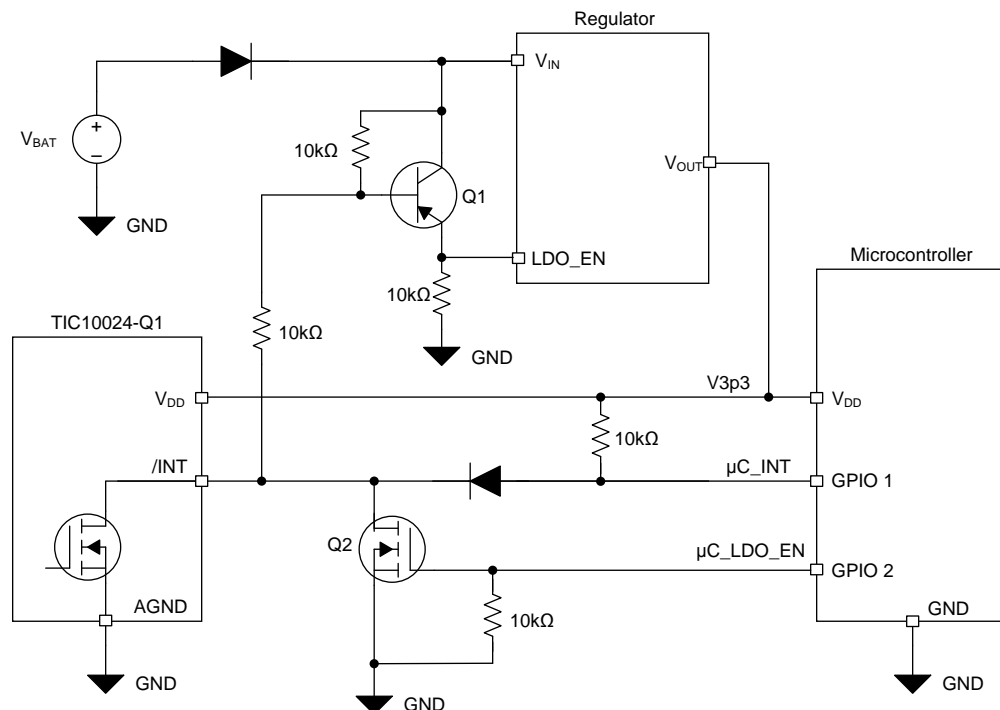 Regulator
V_IN
+
−
V_BAT
10kΩ
Q1
V_OUT
GND
LDO_EN
10kΩ
Microcontroller
10kΩ
TIC10024-Q1
GND
V_DD
V3p3
V_DD
10kΩ
/INT
µC_INT
GPIO 1
Q2
µC_LDO_EN
GPIO 2
AGND
10kΩ
GND
GND
GND
GND